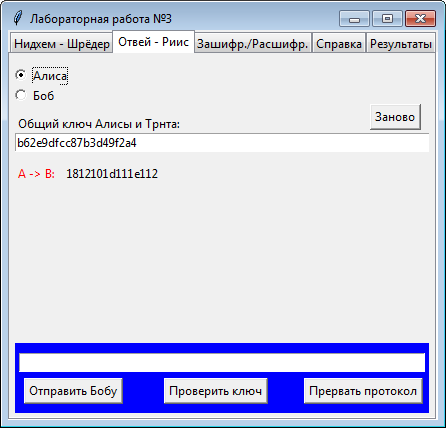 Лабораторная работа №3
Нидхем - Шрёдер Отвей - Риис Зашифр./Расшифр. Справка Результаты
Алиса
Боб
Заново
Общий ключ Алисы и Трнта:
b62e9dfcc87b3d49f2a4
A -> B: 1812101d111e112
Отправить Бобу Проверить ключ Прервать протокол